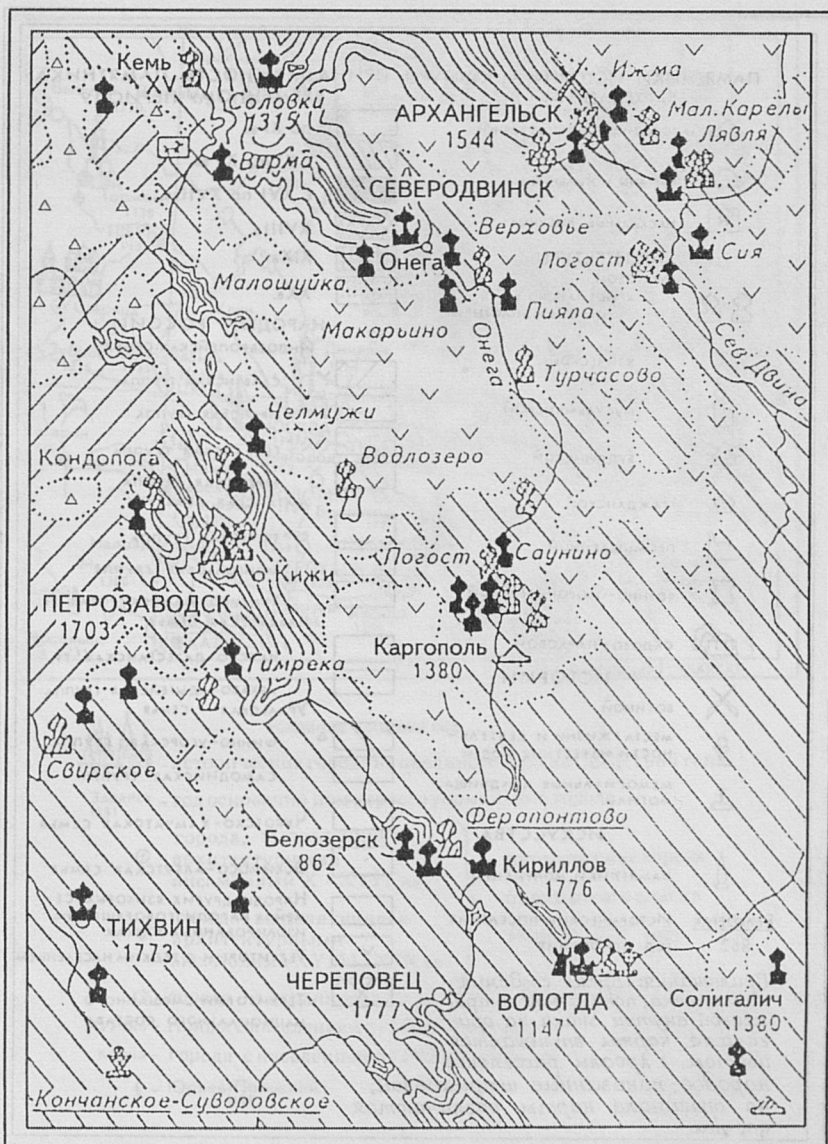 Кемь
XV
Соловки
1315
Ижма
АРХАНГЕЛЬСК
1544
Мал. Карелы
Лявля
Вирма
СЕВЕРОДВИНСК
Верховье
Онега
Погост
Сия
Малошуйка
Макарьино
Пияла
Онега
Турчасово
Сев. Двина
Челмужи
Кондопога
Водлозеро
Погост
Саунино
Кижи
ПЕТРОЗАВОДСК
1703
Каргополь
1380
Гимрека
Свирское
Ферапонтово
Белозерск
862
Кириллов
1776
ТИХВИН
1773
ЧЕРЕПОВЕЦ
1777
ВОЛОГДА
1147
Солигалич
1380
Кончанское-Суворовское